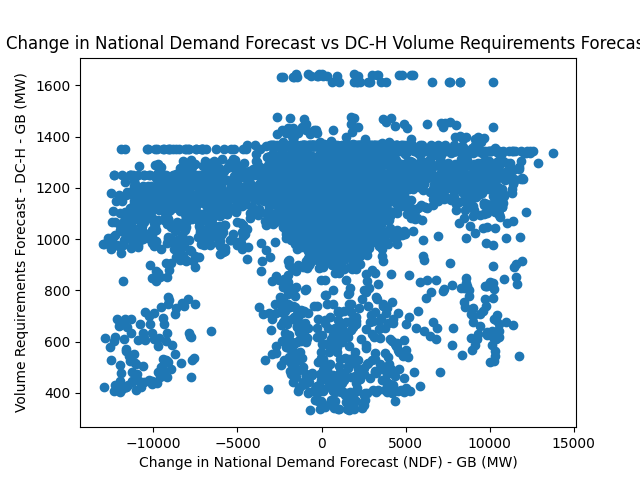 Change in National Demand Forecast vs DC-H Volume Requirements Forecas
1600
1400
1200
1000
800
600
400
Volume Requirements Forecast - DC-H - GB (MW)
−10000 −5000 0 5000 10000 15000
Change in National Demand Forecast (NDF) - GB (MW)